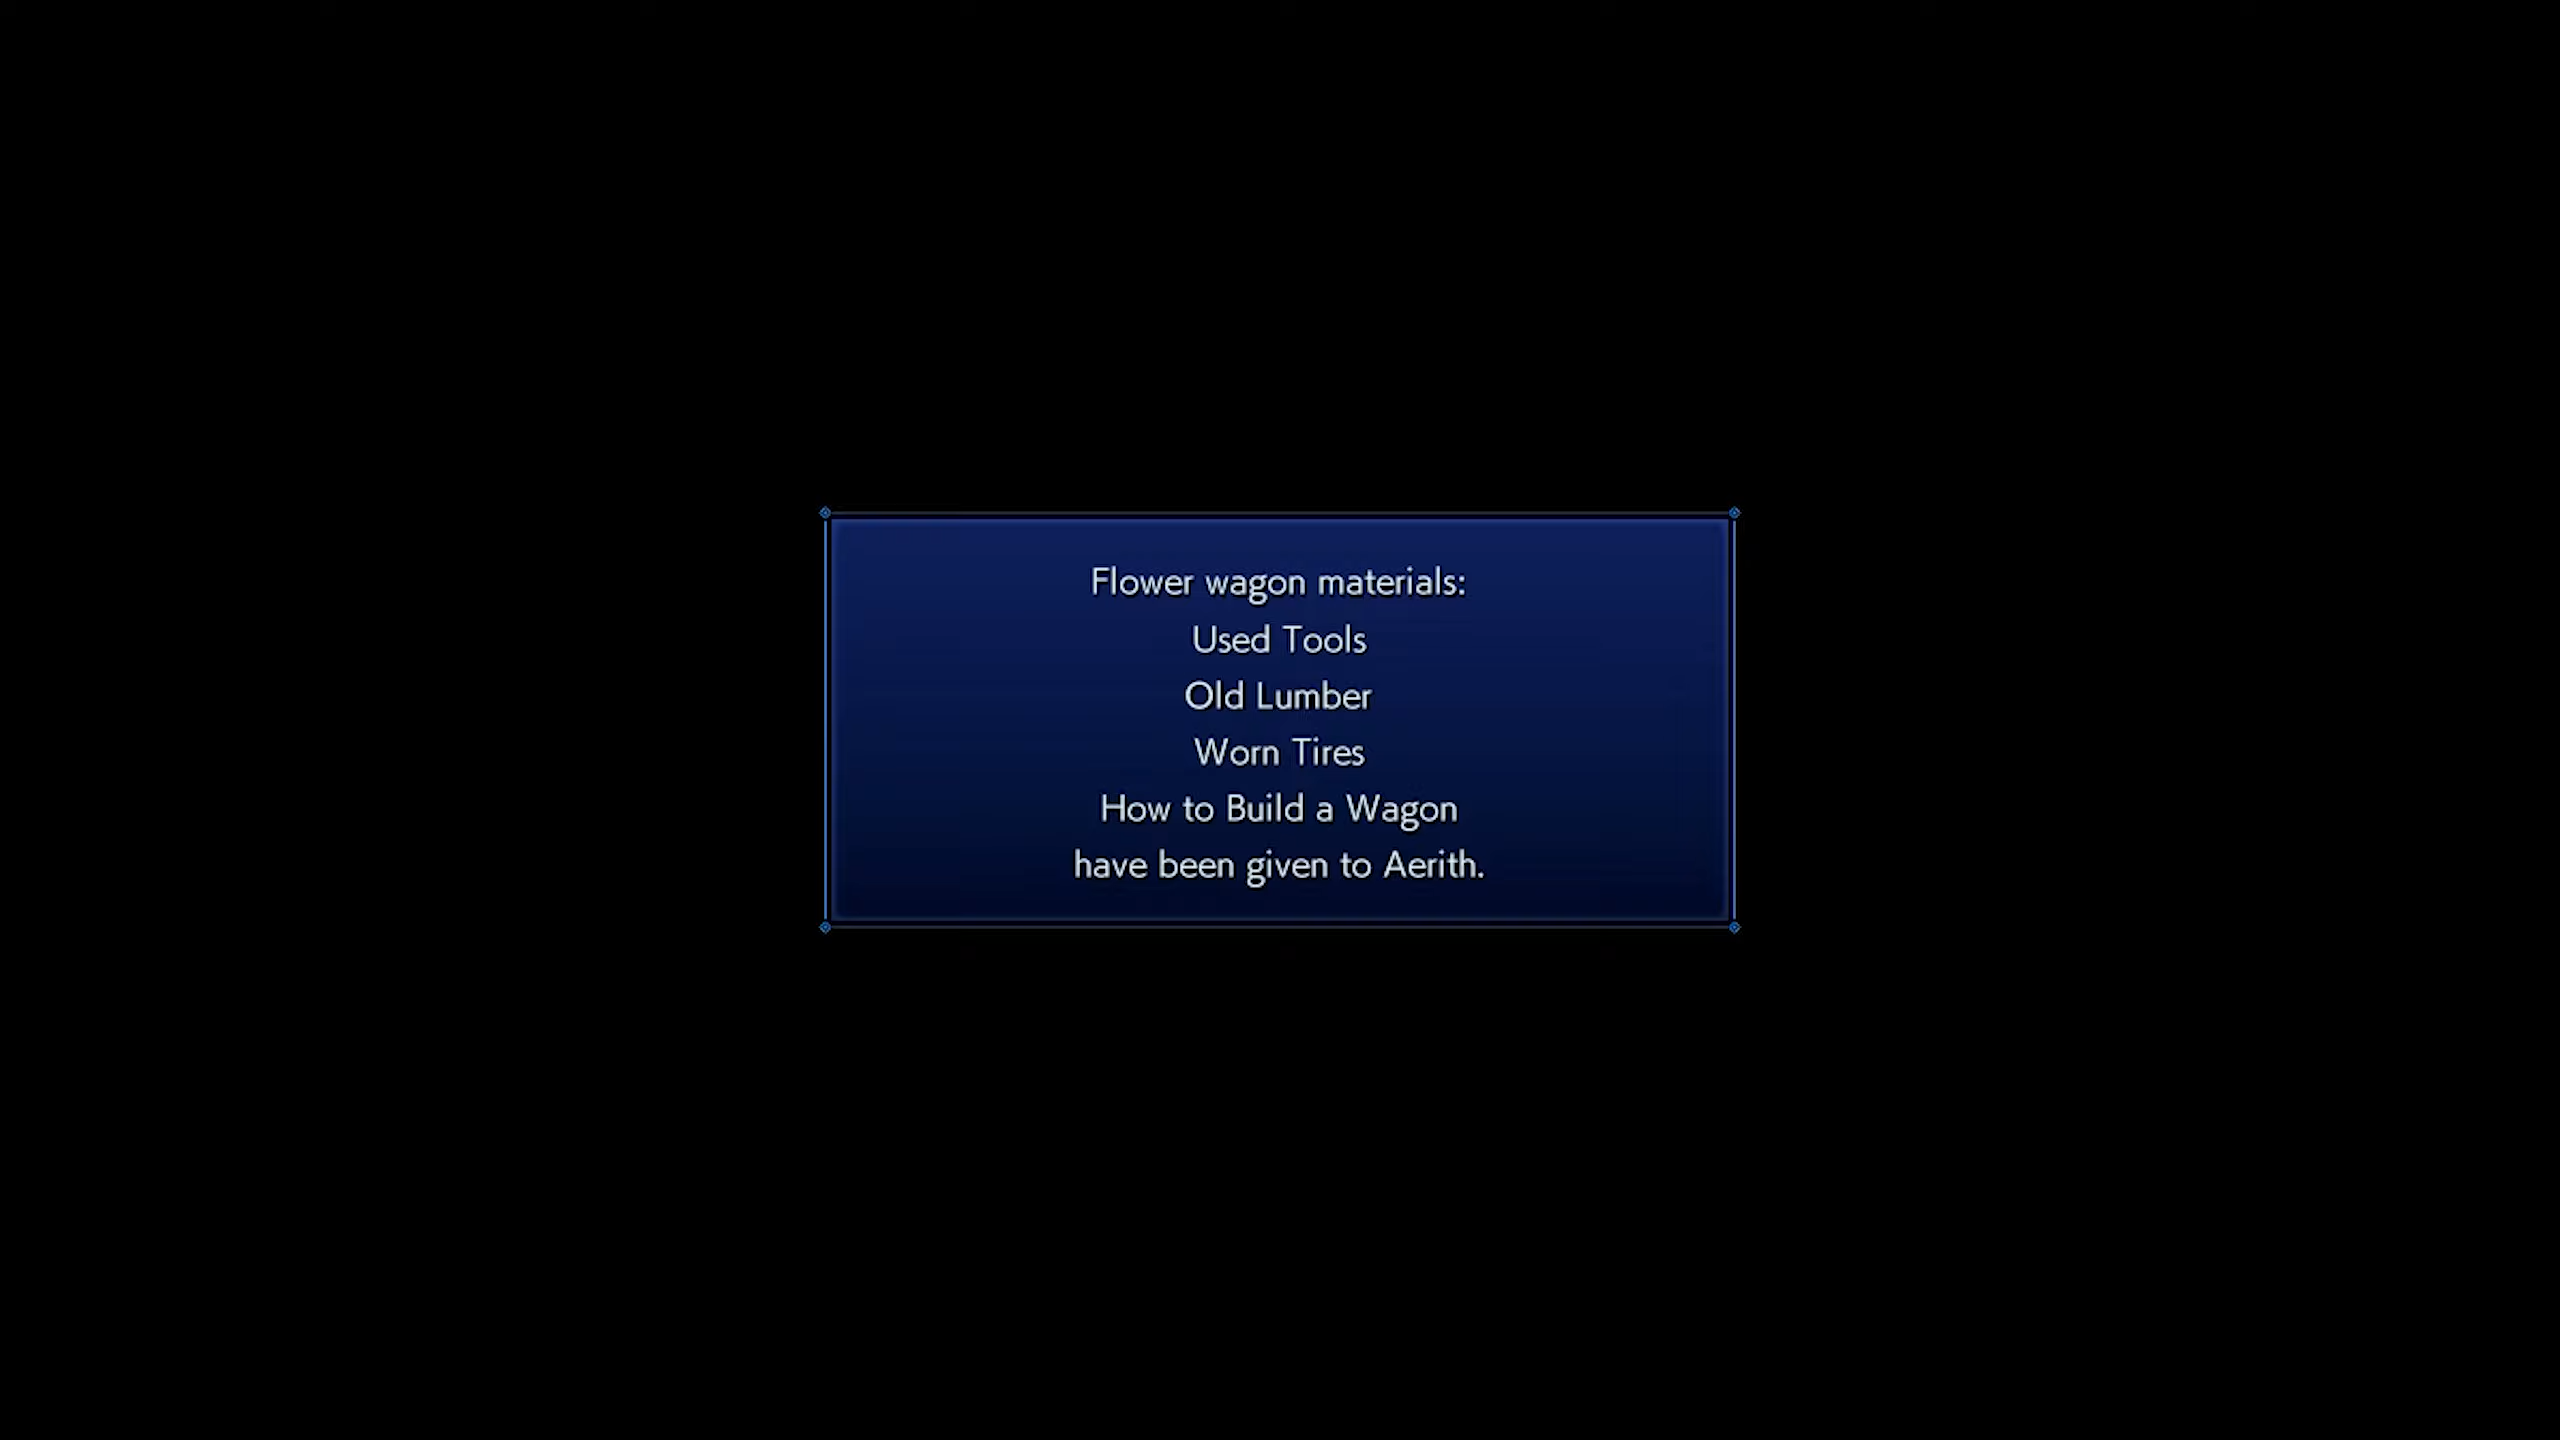 Flower wagon materials:
Used Tools
Old Lumber
Worn Tires
How to Build a Wagon
have been given to Aerith.